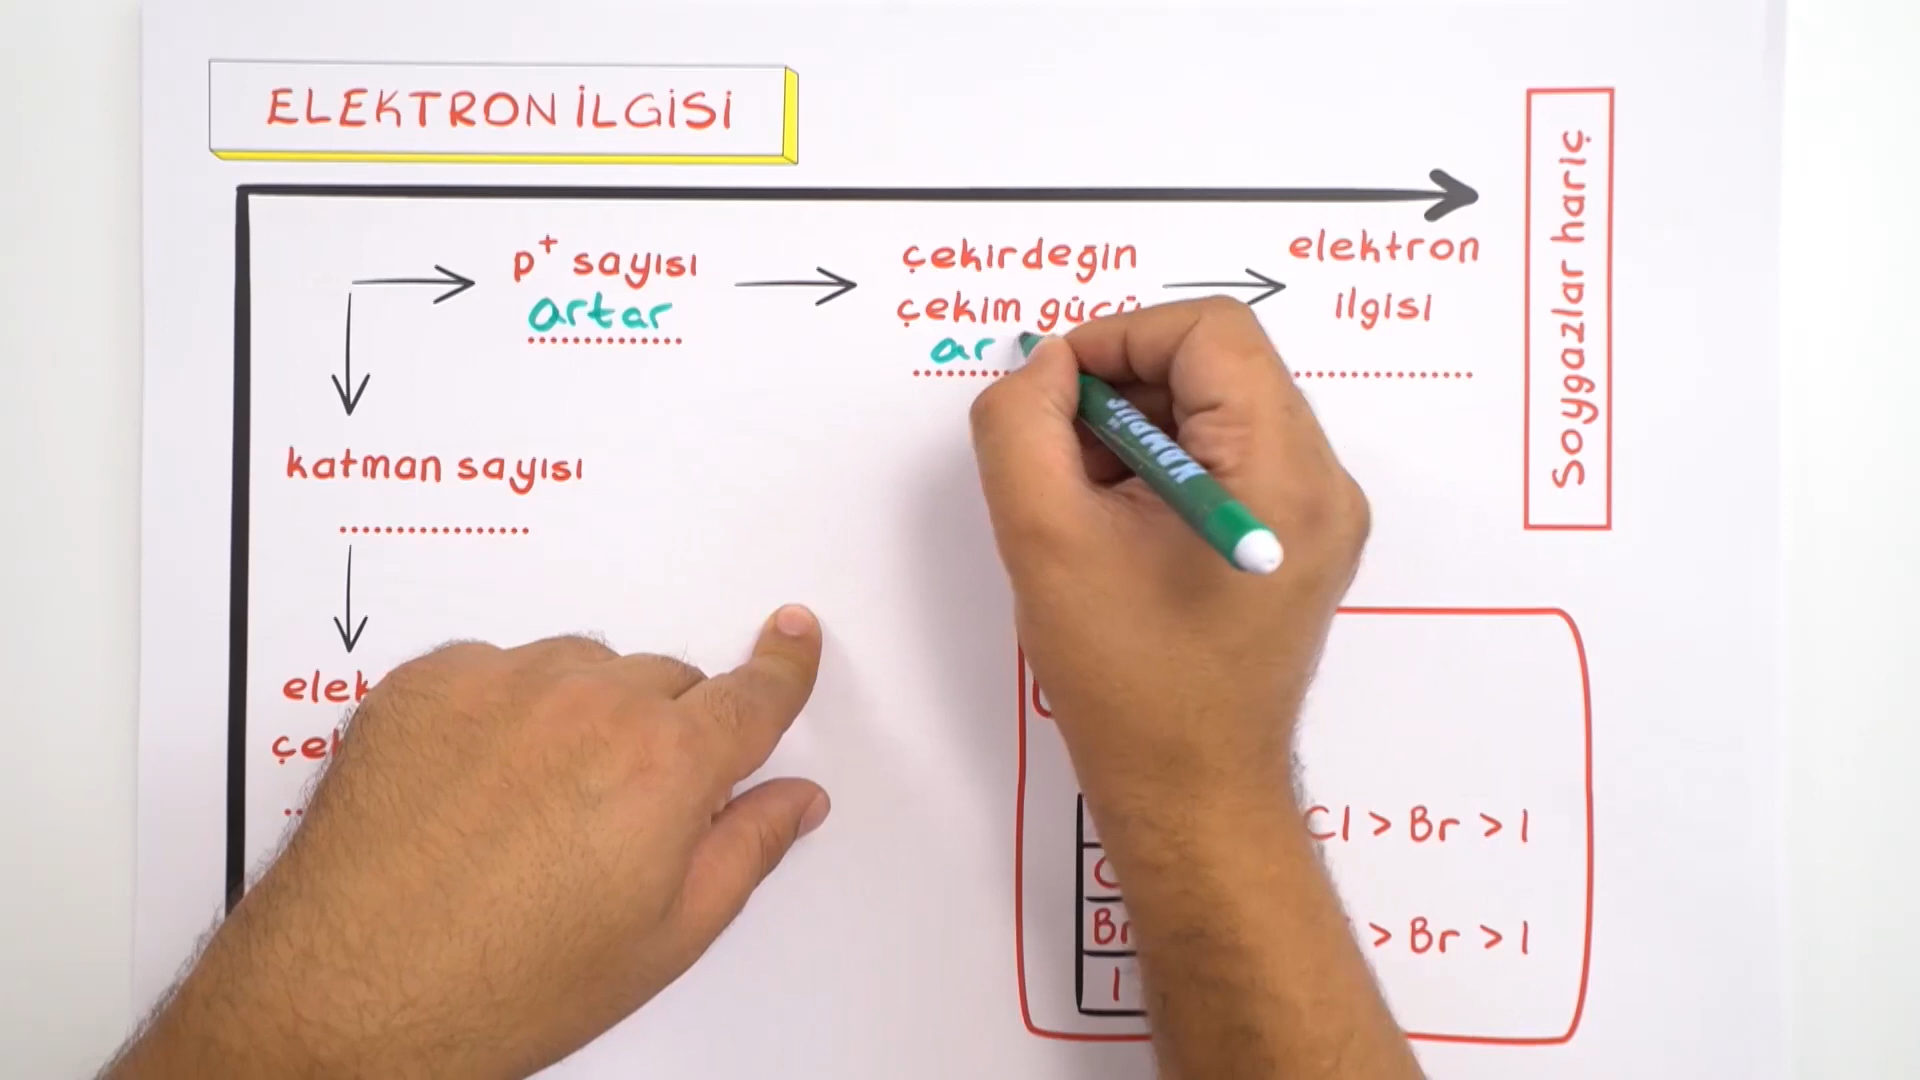 ELEKTRON İLGİSİ
Soygazlar hariç
p⁺ sayısı
artar
çekirdeğin
çekim gücü
ar
elektron
ilgisi
katman sayısı
Cl > Br > I
Br
> Br > I
I